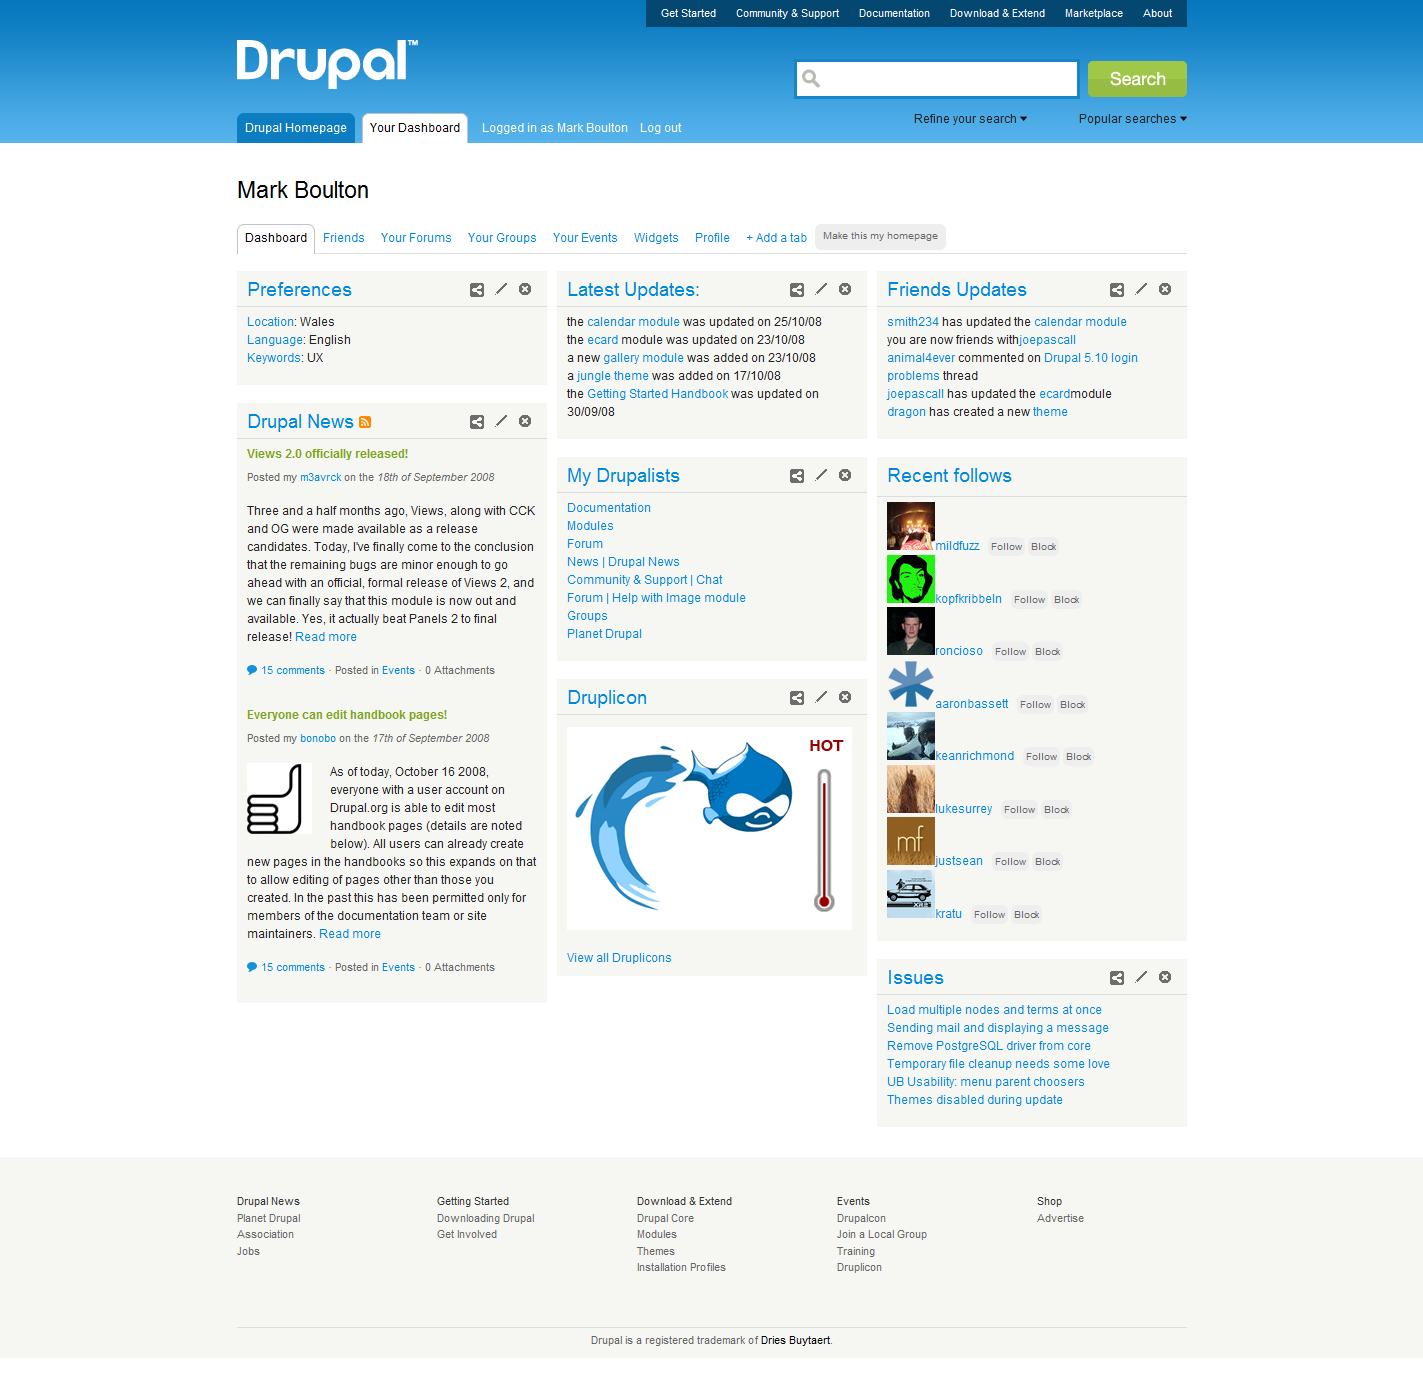 Get Started Community & Support Documentation Download & Extend Marketplace About
Drupal™
Search
Drupal Homepage Your Dashboard Logged in as Mark Boulton Log out
Refine your search Popular searches
Mark Boulton
Dashboard Friends Your Forums Your Groups Your Events Widgets Profile + Add a tab Make this my homepage
Preferences
Location: Wales
Language: English
Keywords: UX
Drupal News
Views 2.0 officially released!
Posted my m3avrck on the 18th of September 2008
Three and a half months ago, Views, along with CCK
and OG were made available as a release
candidates. Today, I've finally come to the conclusion
that the remaining bugs are minor enough to go
ahead with an official, formal release of Views 2, and
we can finally say that this module is now out and
available. Yes, it actually beat Panels 2 to final
release! Read more
15 comments · Posted in Events · 0 Attachments
Everyone can edit handbook pages!
Posted my bonobo on the 17th of September 2008
As of today, October 16 2008,
everyone with a user account on
Drupal.org is able to edit most
handbook pages (details are noted
below). All users can already create
new pages in the handbooks so this expands on that
to allow editing of pages other than those you
created. In the past this has been permitted only for
members of the documentation team or site
maintainers. Read more
15 comments · Posted in Events · 0 Attachments
Latest Updates:
the calendar module was updated on 25/10/08
the ecard module was updated on 23/10/08
a new gallery module was added on 23/10/08
a jungle theme was added on 17/10/08
the Getting Started Handbook was updated on
30/09/08
My Drupalists
Documentation
Modules
Forum
News | Drupal News
Community & Support | Chat
Forum | Help with Image module
Groups
Planet Drupal
Druplicon
HOT
View all Druplicons
Friends Updates
smith234 has updated the calendar module
you are now friends withjoepascall
animal4ever commented on Drupal 5.10 login
problems thread
joepascall has updated the ecardmodule
dragon has created a new theme
Recent follows
mildfuzz Follow Block
kopfkribbeln Follow Block
roncioso Follow Block
aaronbassett Follow Block
keanrichmond Follow Block
lukesurrey Follow Block
mf
justsean Follow Block
kratu Follow Block
Issues
Load multiple nodes and terms at once
Sending mail and displaying a message
Remove PostgreSQL driver from core
Temporary file cleanup needs some love
UB Usability: menu parent choosers
Themes disabled during update
Drupal News
Planet Drupal
Association
Jobs
Getting Started
Downloading Drupal
Get Involved
Download & Extend
Drupal Core
Modules
Themes
Installation Profiles
Events
Drupalcon
Join a Local Group
Training
Druplicon
Shop
Advertise
Drupal is a registered trademark of Dries Buytaert.